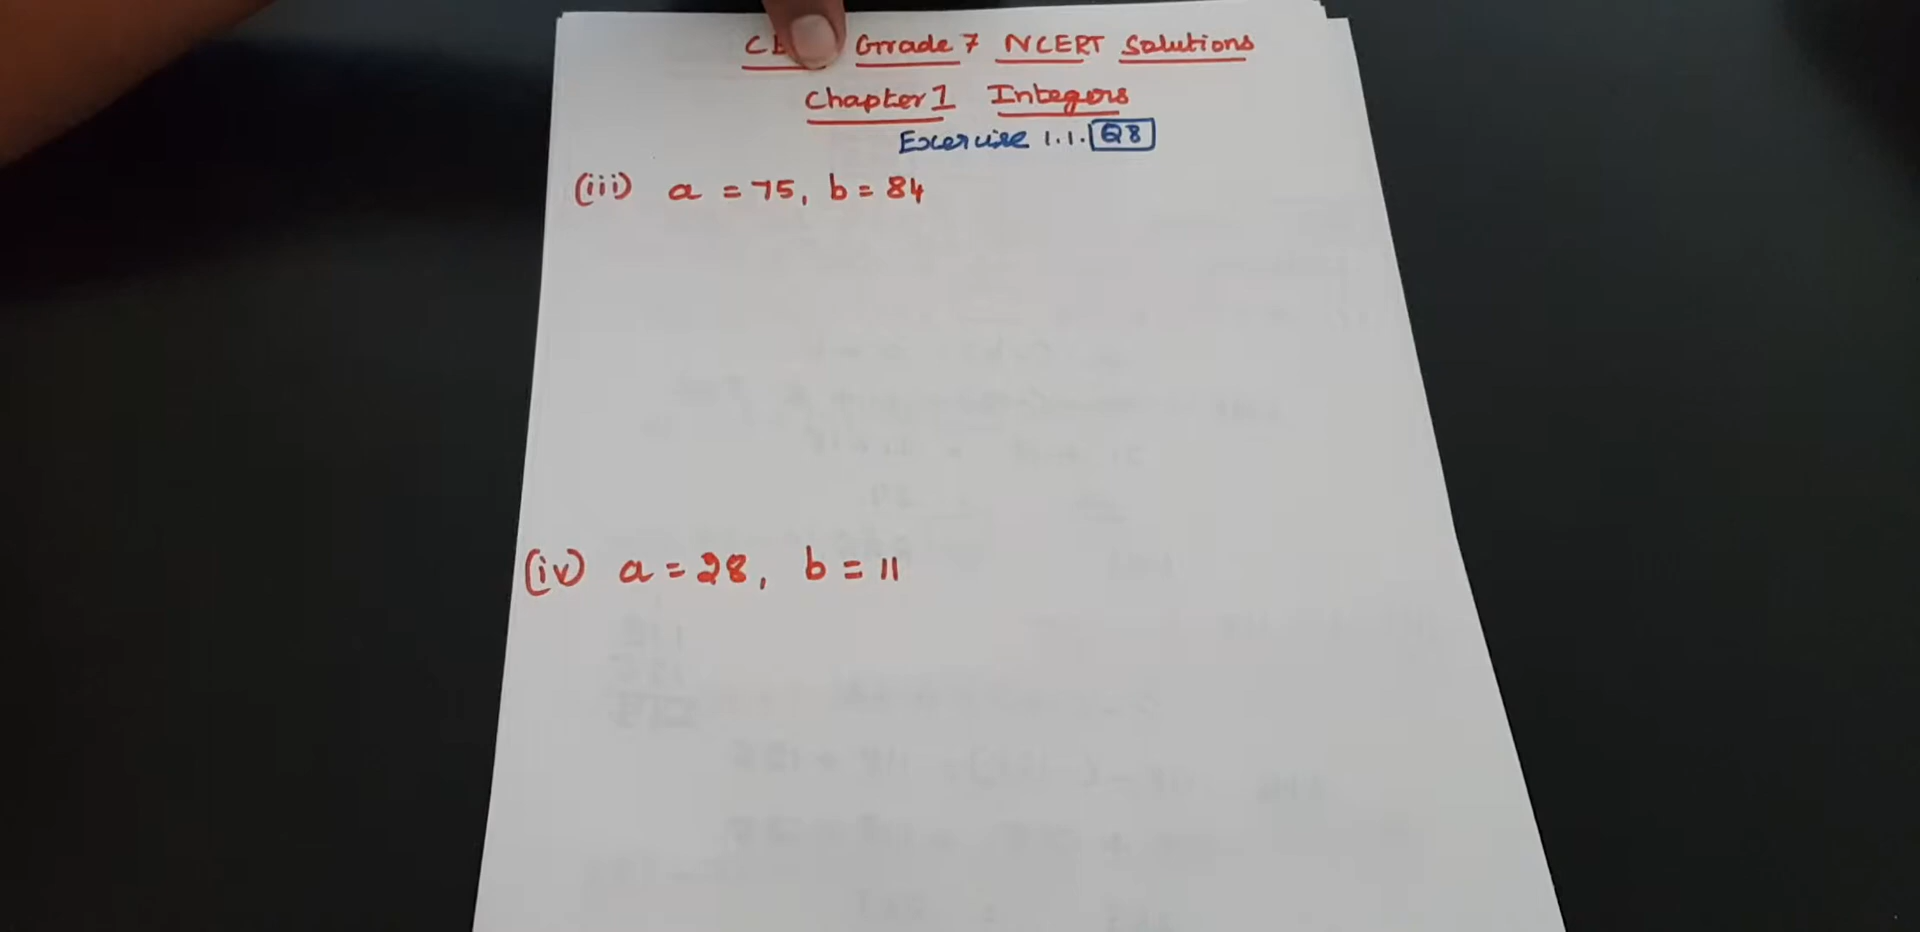 Grade 7 NCERT Solutions
Chapter 1 Integers
Exercise 1.1. Q8
(iii) a = 75, b = 84
(iv) a = 28, b = 11